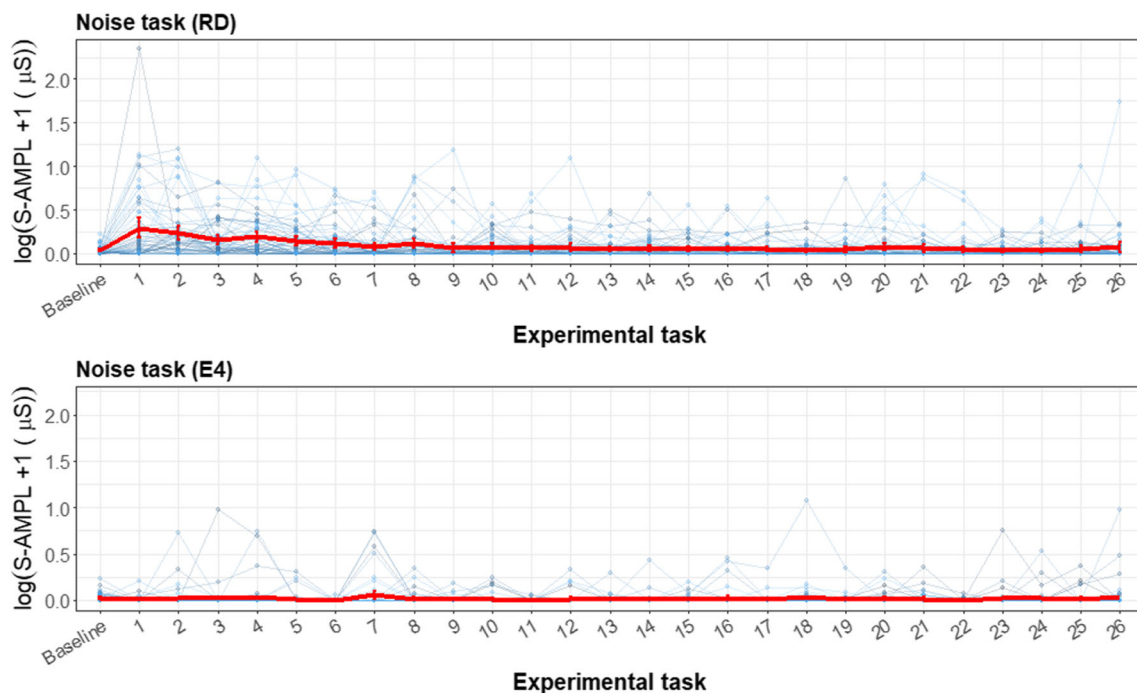 Noise task (RD)
log(S-AMPL +1 ( μS))
2.0
1.5
1.0
0.5
0.0
Baseline 1 2 3 4 5 6 7 8 9 10 11 12 13 14 15 16 17 18 19 20 21 22 23 24 25 26
Experimental task
Noise task (E4)
log(S-AMPL +1 ( μS))
2.0
1.5
1.0
0.5
0.0
Baseline 1 2 3 4 5 6 7 8 9 10 11 12 13 14 15 16 17 18 19 20 21 22 23 24 25 26
Experimental task